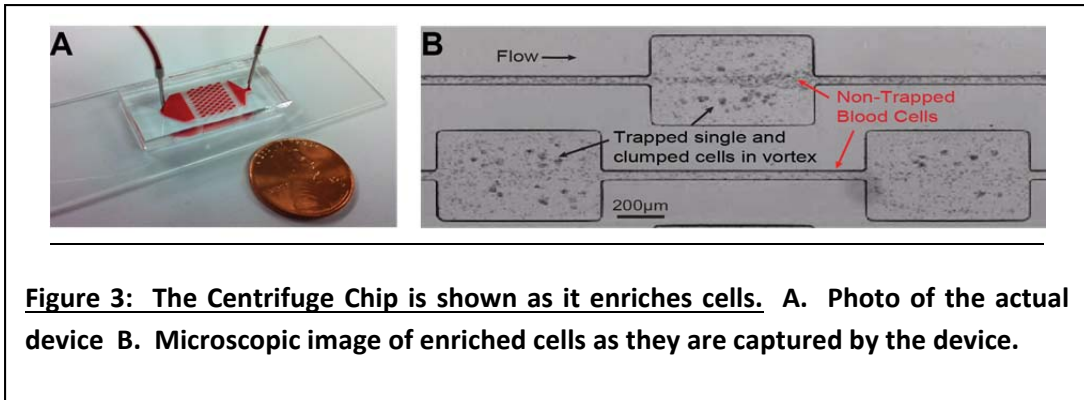 A
B
Flow
Non-Trapped
Blood Cells
Trapped single and
clumped cells in vortex
200µm
Figure 3: The Centrifuge Chip is shown as it enriches cells. A. Photo of the actual
device B. Microscopic image of enriched cells as they are captured by the device.